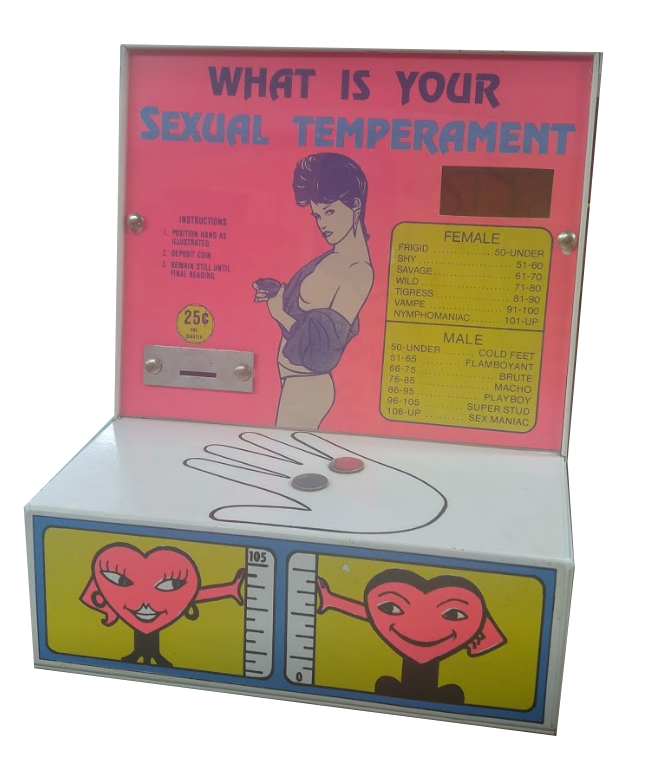 WHAT IS YOUR
SEXUAL TEMPERAMENT
INSTRUCTIONS
1. POSITION HAND AS
ILLUSTRATED.
2. DEPOSIT COIN.
3. REMAIN STILL UNTIL
FINAL READING.
25¢
ONE
QUARTER
FEMALE
FRIGID .............. 50-UNDER
SHY .............. 51-60
SAVAGE .............. 61-70
WILD .............. 71-80
TIGRESS .............. 81-90
VAMPE .............. 91-100
NYMPHOMANIAC ........ 101-UP
MALE
50-UNDER ........ COLD FEET
51-65 ........ FLAMBOYANT
66-75 .............. BRUTE
76-85 .............. MACHO
86-95 .............. PLAYBOY
96-105 ........ SUPER STUD
106-UP ........ SEX MANIAC
105
0